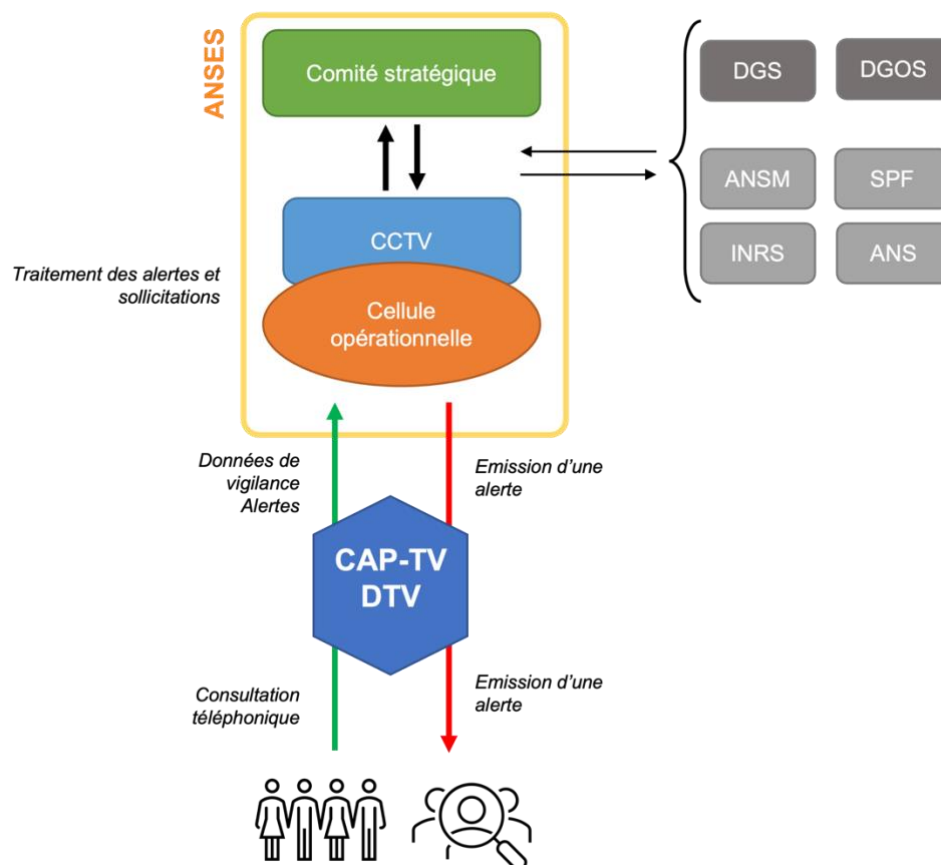 ANSES
Comité stratégique
DGS
DGOS
ANSM
SPF
INRS
ANS
CCTV
Traitement des alertes et
sollicitations
Cellule
opérationnelle
Données de
vigilance
Alertes
Emission d’une
alerte
CAP-TV
DTV
Consultation
téléphonique
Emission d’une
alerte